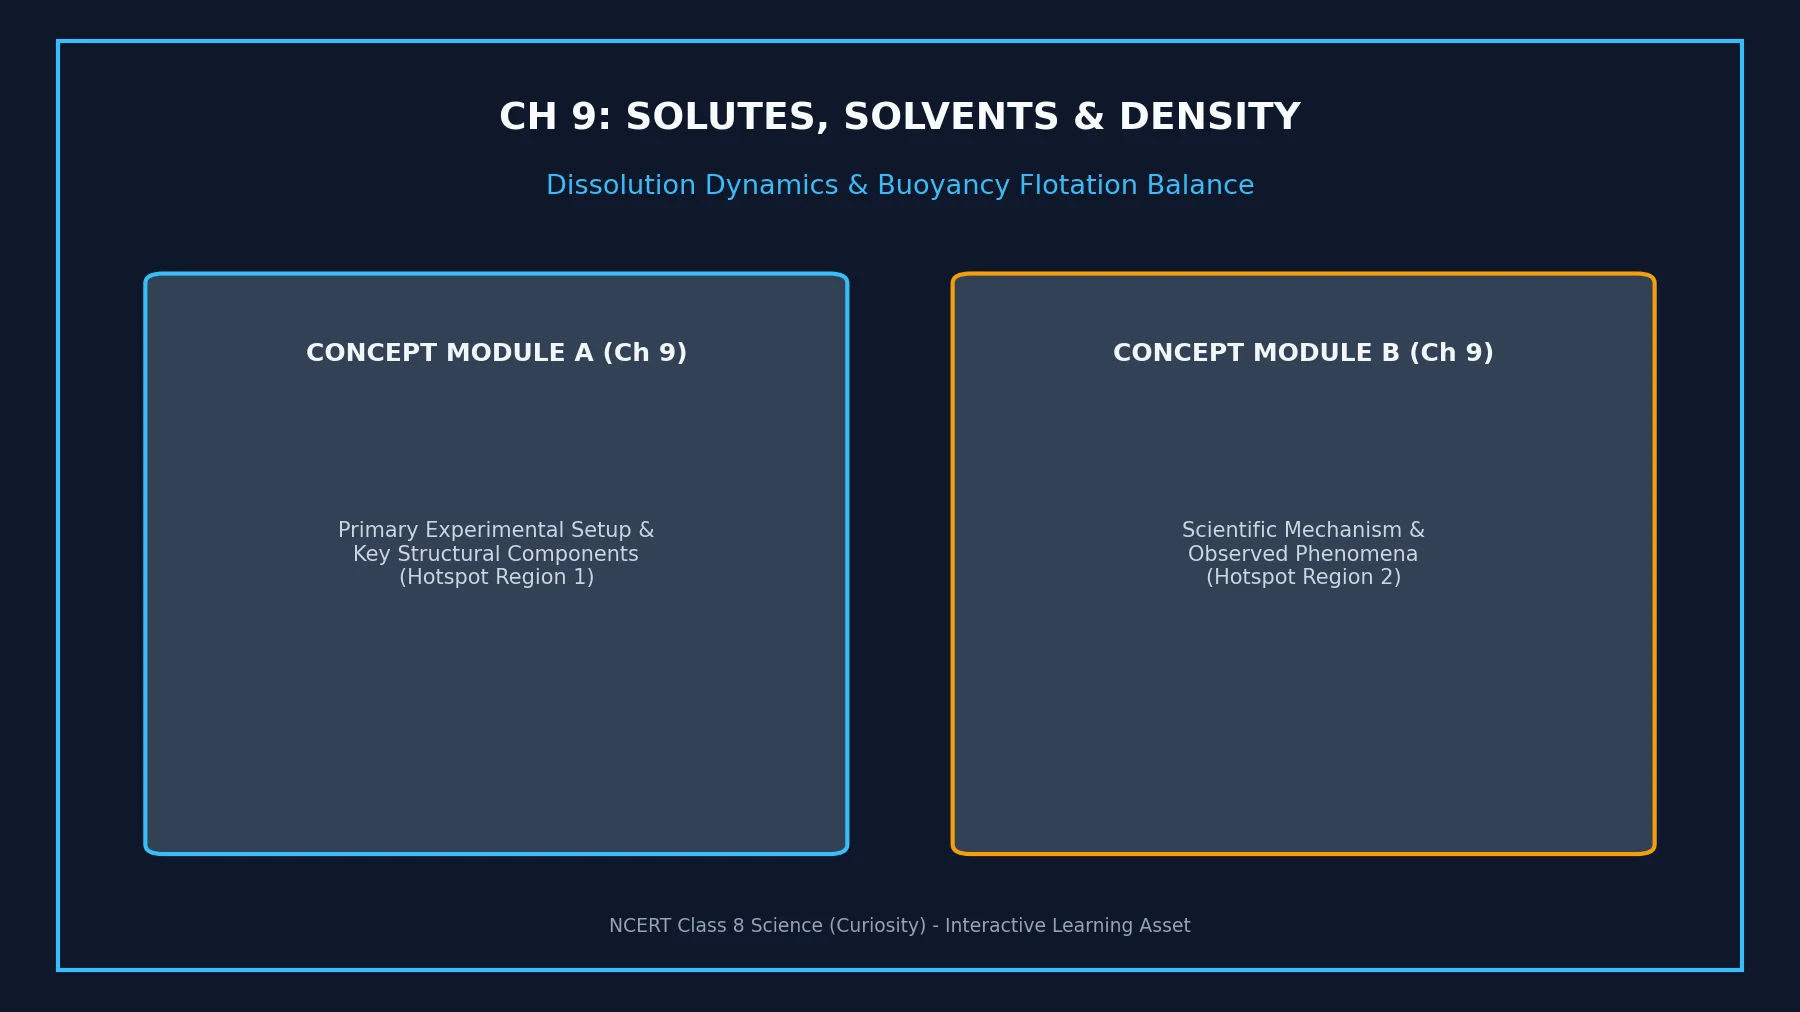 CH 9: SOLUTES, SOLVENTS & DENSITY
Dissolution Dynamics & Buoyancy Flotation Balance
CONCEPT MODULE A (Ch 9)
Primary Experimental Setup &
Key Structural Components
(Hotspot Region 1)
CONCEPT MODULE B (Ch 9)
Scientific Mechanism &
Observed Phenomena
(Hotspot Region 2)
NCERT Class 8 Science (Curiosity) - Interactive Learning Asset